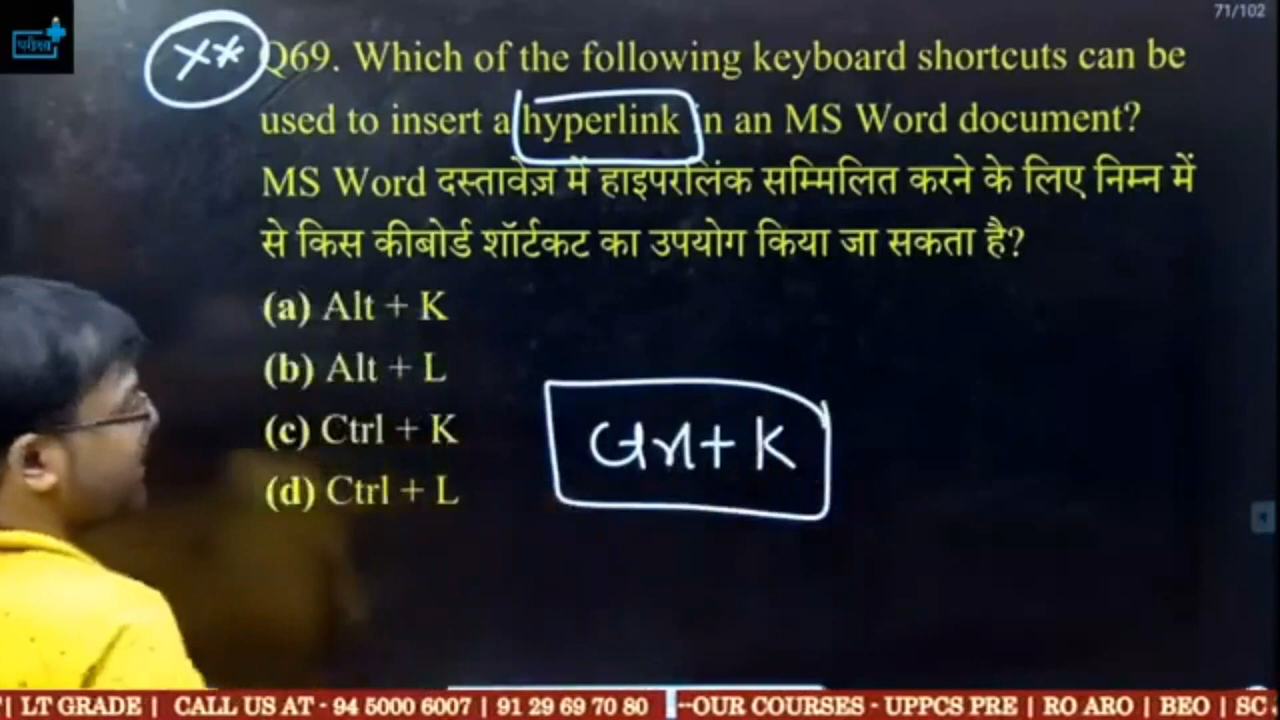 71/102
परीक्षा
** Q69. Which of the following keyboard shortcuts can be
used to insert a hyperlink in an MS Word document?
MS Word दस्तावेज़ में हाइपरलिंक सम्मिलित करने के लिए निम्न में
से किस कीबोर्ड शॉर्टकट का उपयोग किया जा सकता है?
(a) Alt + K
(b) Alt + L
(c) Ctrl + K
(d) Ctrl + L
Ctrl + K
| LT GRADE | CALL US AT - 94 5000 6007 | 91 29 69 70 80 --OUR COURSES - UPPCS PRE | RO ARO | BEO | SC